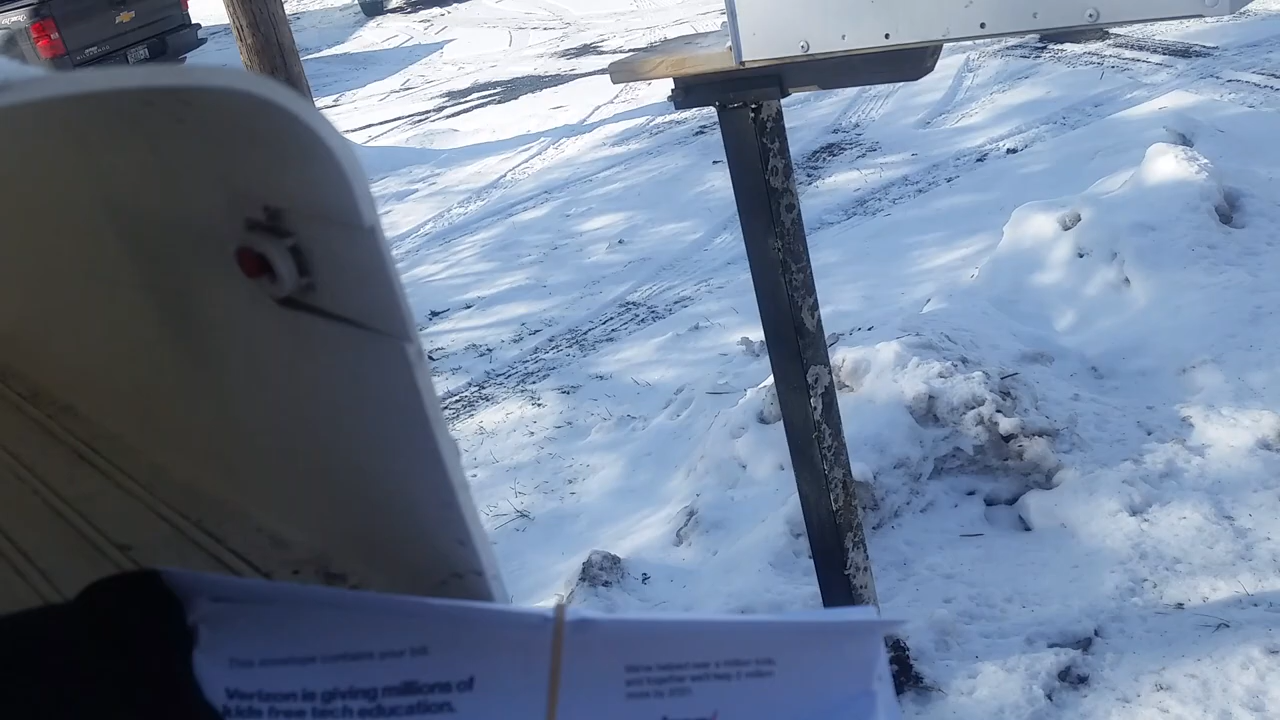 This envelope contains your bill.
Verizon is giving millions of
kids free tech education.
We've helped over a million kids,
and together we'll help 2 million
more by 2021.